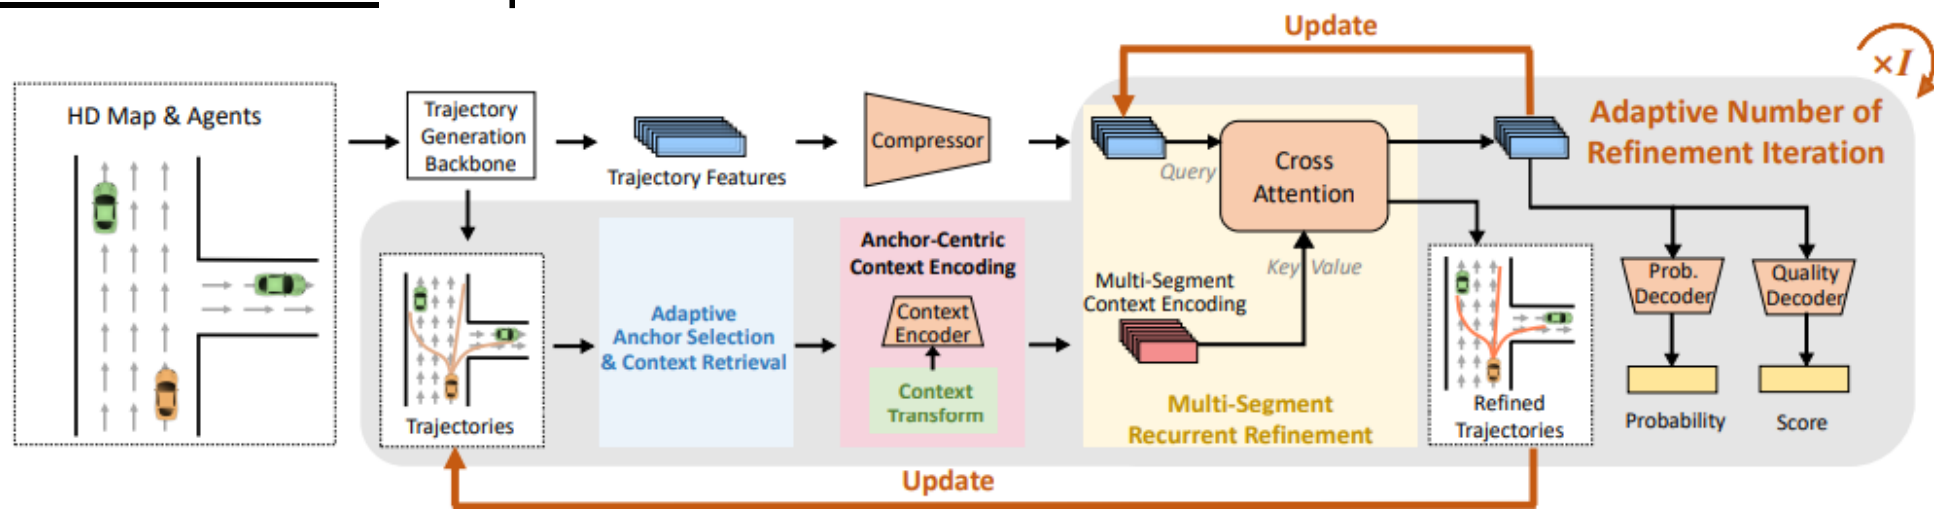 Update
×I
HD Map & Agents
Trajectory
Generation
Backbone
Trajectory Features
Compressor
Query
Cross
Attention
Adaptive Number of
Refinement Iteration
Trajectories
Adaptive
Anchor Selection
& Context Retrieval
Anchor-Centric
Context Encoding
Context
Encoder
Context
Transform
Multi-Segment
Context Encoding
Key Value
Multi-Segment
Recurrent Refinement
Refined
Trajectories
Prob.
Decoder
Quality
Decoder
Probability
Score
Update